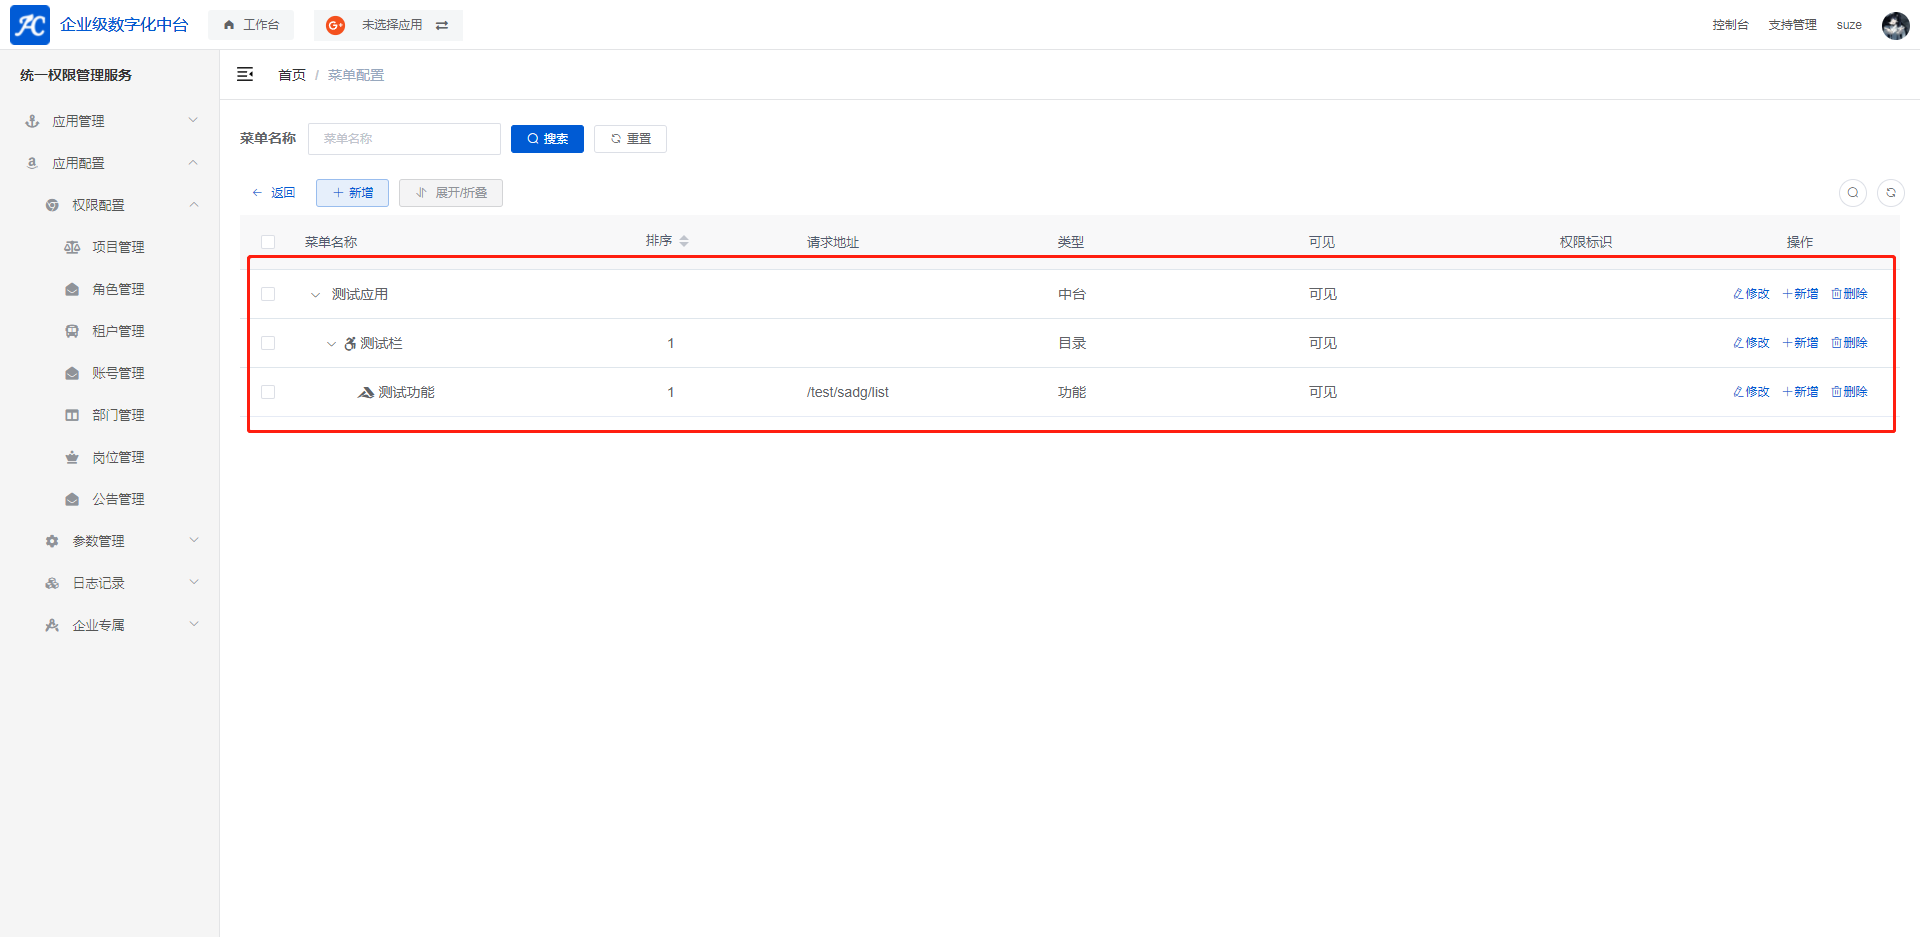 企业级数字化中台 工作台 未选择应用 控制台 支持管理 suze
统一权限管理服务
应用管理
应用配置
权限配置
项目管理
角色管理
租户管理
账号管理
部门管理
岗位管理
公告管理
参数管理
日志记录
企业专属
首页 / 菜单配置
菜单名称 菜单名称 搜索 重置
返回 新增 展开/折叠
菜单名称 排序 请求地址 类型 可见 权限标识 操作
测试应用 中台 可见 修改 新增 删除
测试栏 1 目录 可见 修改 新增 删除
测试功能 1 /test/sadg/list 功能 可见 修改 新增 删除